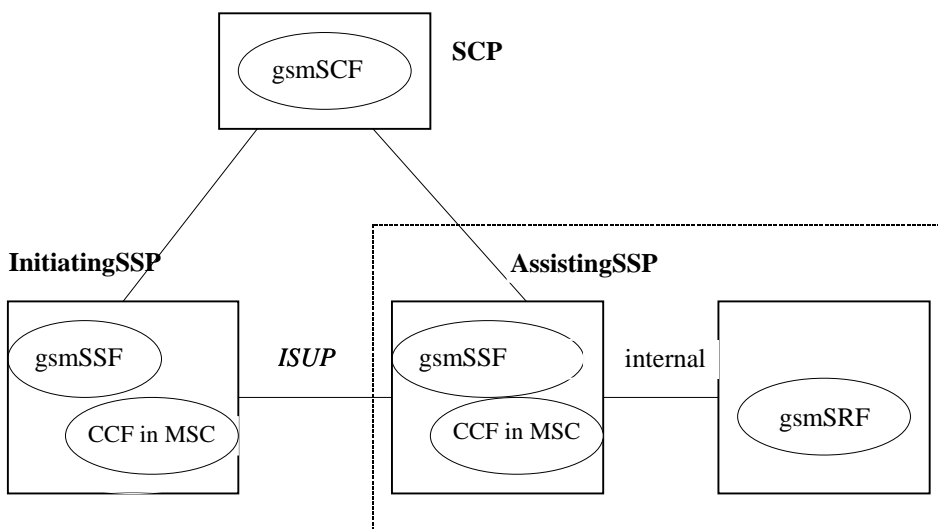 gsmSCF
SCP
InitiatingSSP
AssistingSSP
gsmSSF
ISUP
gsmSSF
internal
CCF in MSC
CCF in MSC
gsmSRF